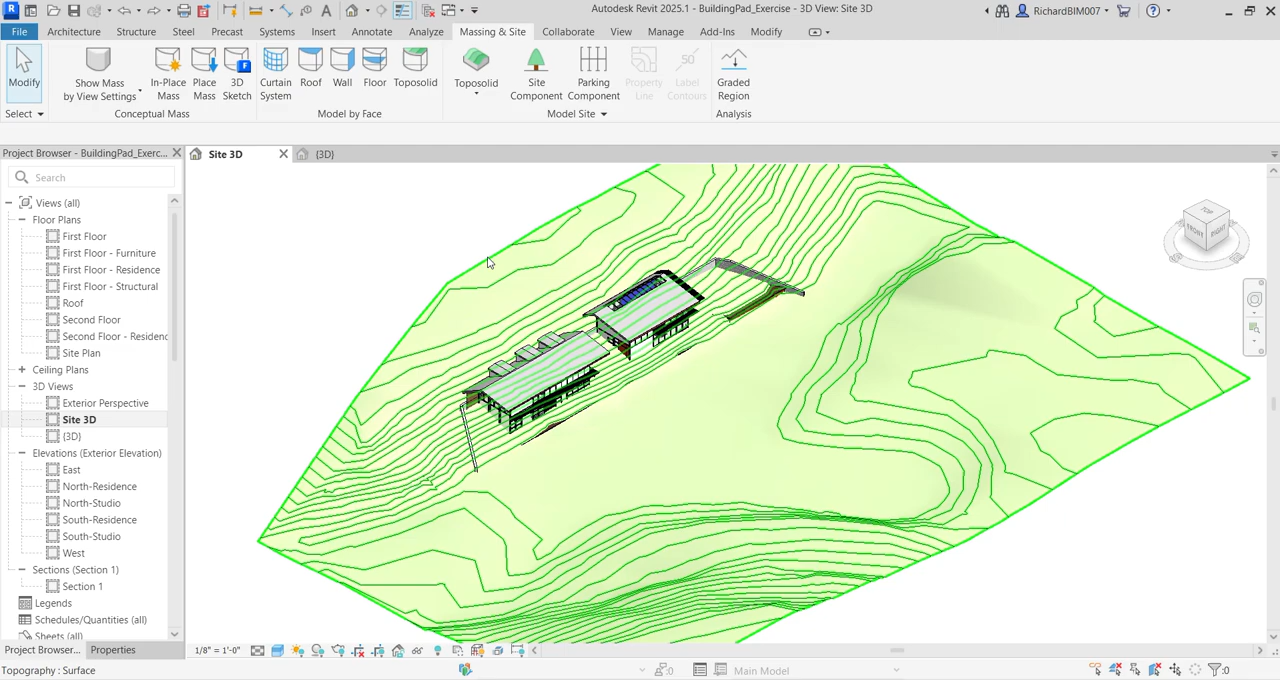 Autodesk Revit 2025.1 - BuildingPad_Exercise - 3D View: Site 3D
RichardBIM007
File Architecture Structure Steel Precast Systems Insert Annotate Analyze Massing & Site Collaborate View Manage Add-Ins Modify
Modify
Show Mass
by View Settings
In-Place
Mass
Place
Mass
3D
Sketch
Curtain
System
Roof
Wall
Floor
Toposolid
Toposolid
Site
Component
Parking
Component
Property
Line
Label
Contours
Graded
Region
Select
Conceptual Mass
Model by Face
Model Site
Analysis
Project Browser - BuildingPad_Exerc...
Site 3D
{3D}
Search
Views (all)
Floor Plans
First Floor
First Floor - Furniture
First Floor - Residence
First Floor - Structural
Roof
Second Floor
Second Floor - Residenc
Site Plan
Ceiling Plans
3D Views
Exterior Perspective
Site 3D
{3D}
Elevations (Exterior Elevation)
East
North-Residence
North-Studio
South-Residence
South-Studio
West
Sections (Section 1)
Section 1
Legends
Schedules/Quantities (all)
Sheets (all)
TOP
FRONT
RIGHT
Project Browser...
Properties
1/8" = 1'-0"
Topography : Surface
:0
Main Model
:0